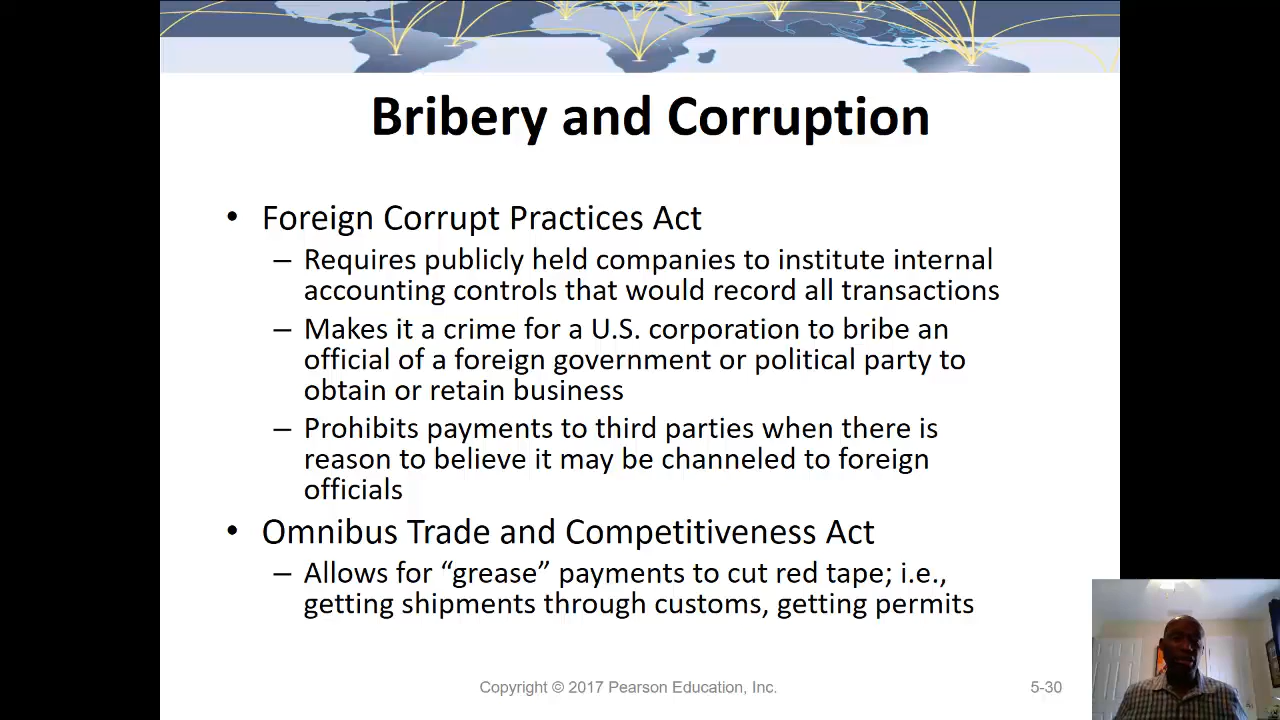 Bribery and Corruption
• Foreign Corrupt Practices Act
– Requires publicly held companies to institute internal
accounting controls that would record all transactions
– Makes it a crime for a U.S. corporation to bribe an
official of a foreign government or political party to
obtain or retain business
– Prohibits payments to third parties when there is
reason to believe it may be channeled to foreign
officials
• Omnibus Trade and Competitiveness Act
– Allows for “grease” payments to cut red tape; i.e.,
getting shipments through customs, getting permits
Copyright © 2017 Pearson Education, Inc.
5-30